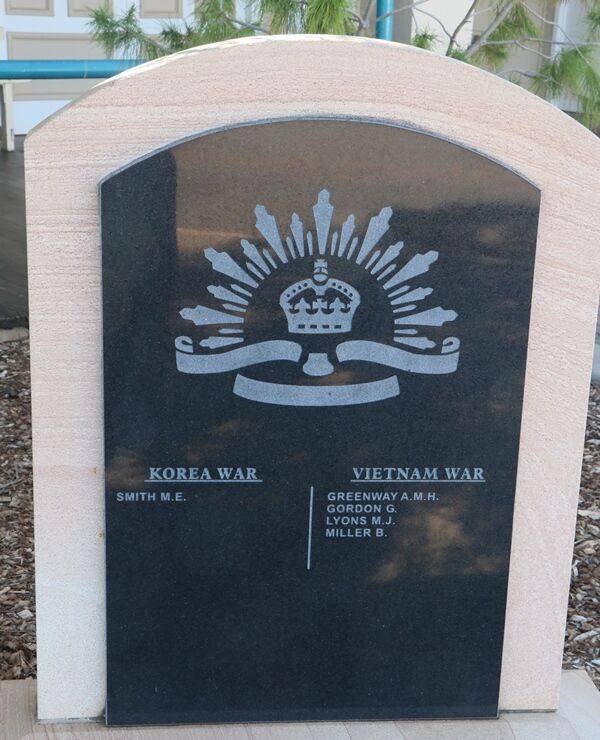 KOREA WAR
SMITH M.E.
VIETNAM WAR
GREENWAY A.M.H.
GORDON G.
LYONS M.J.
MILLER B.